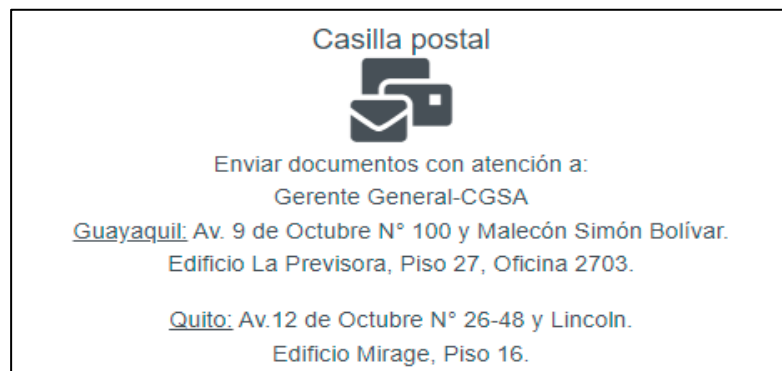 Casilla postal
Enviar documentos con atención a:
Gerente General-CGSA
Guayaquil: Av. 9 de Octubre N° 100 y Malecón Simón Bolívar.
Edificio La Previsora, Piso 27, Oficina 2703.
Quito: Av.12 de Octubre N° 26-48 y Lincoln.
Edificio Mirage, Piso 16.